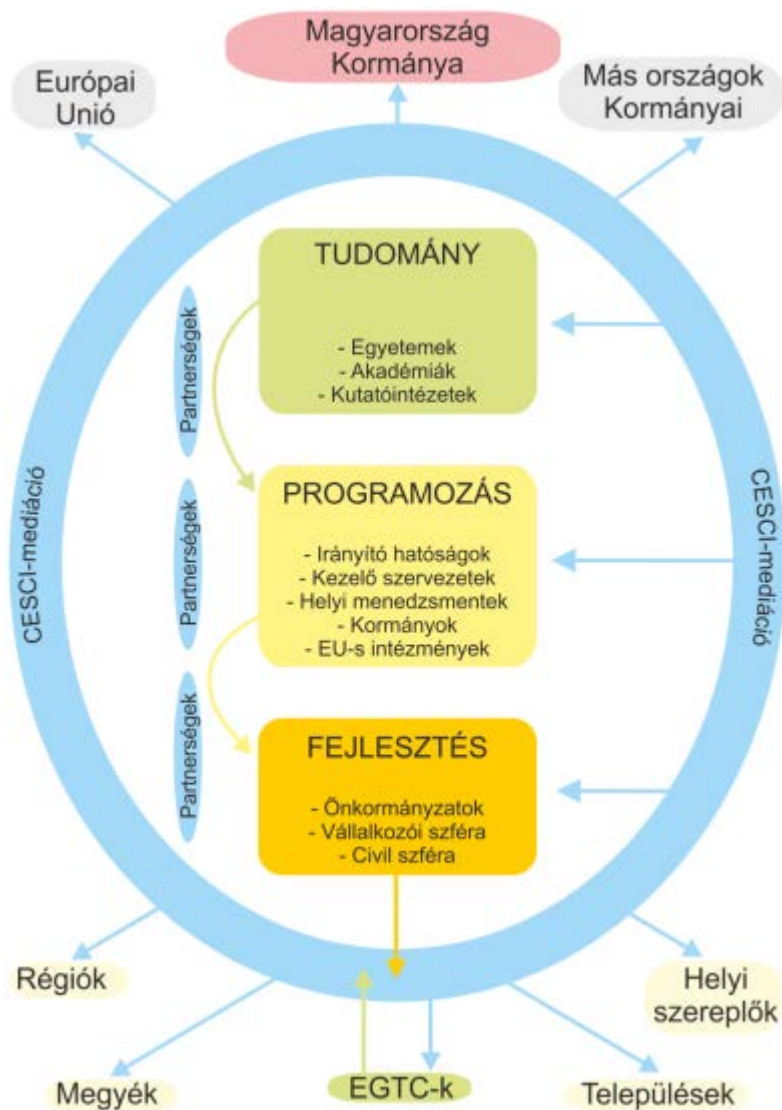 Magyarország
Kormánya
Európai
Unió
Más országok
Kormányai
TUDOMÁNY
- Egyetemek
- Akadémiák
- Kutatóintézetek
Partnerségek
PROGRAMOZÁS
- Irányító hatóságok
- Kezelő szervezetek
- Helyi menedzsmentek
- Kormányok
- EU-s intézmények
Partnerségek
CESCI-mediáció
CESCI-mediáció
FEJLESZTÉS
- Önkormányzatok
- Vállalkozói szféra
- Civil szféra
Partnerségek
Régiók
Helyi
szereplők
Megyék
EGTC-k
Települések